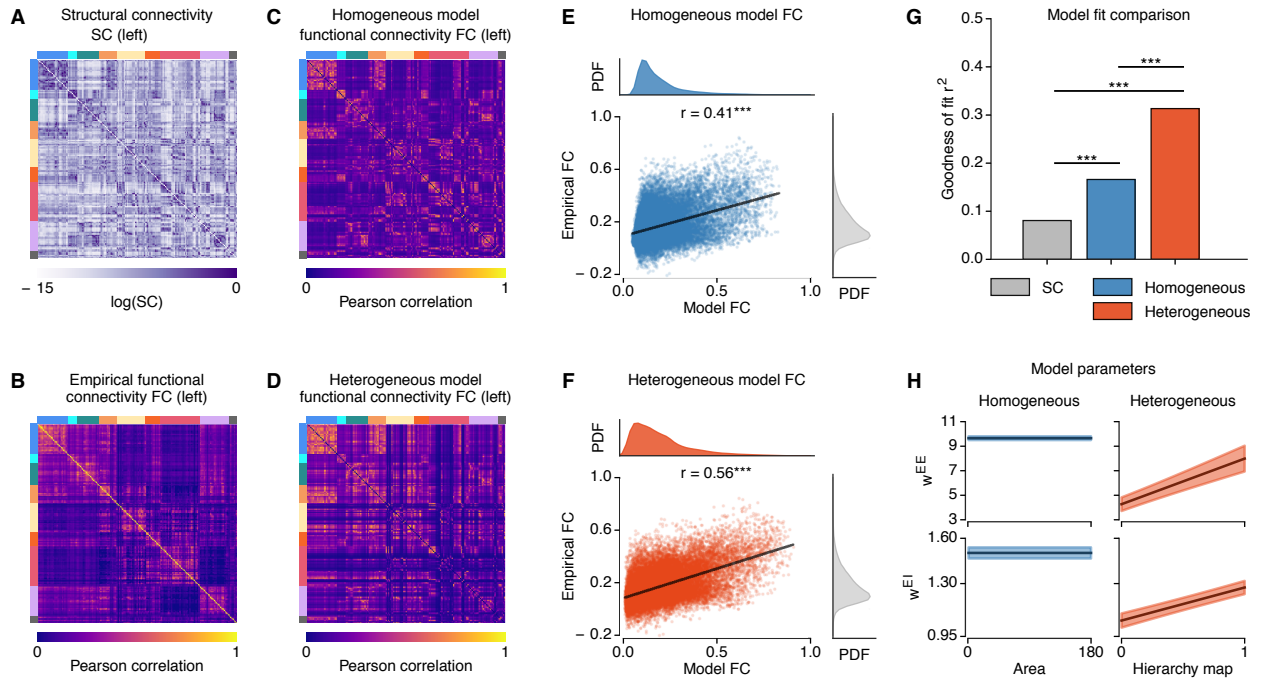 A
Structural connectivity
SC (left)
− 15
0
log(SC)
B
Empirical functional
connectivity FC (left)
0
1
Pearson correlation
C
Homogeneous model
functional connectivity FC (left)
0
1
Pearson correlation
D
Heterogeneous model
functional connectivity FC (left)
0
1
Pearson correlation
E
Homogeneous model FC
PDF
r = 0.41***
1.0
0.6
0.2
− 0.2
Empirical FC
0.0
0.5
1.0
Model FC
PDF
F
Heterogeneous model FC
PDF
r = 0.56***
1.0
0.6
0.2
− 0.2
Empirical FC
0.0
0.5
1.0
Model FC
PDF
G
Model fit comparison
0.5
0.4
0.3
0.2
0.1
0.0
Goodness of fit r²
***
***
***
SC
Homogeneous
Heterogeneous
H
Model parameters
Homogeneous
Heterogeneous
11
9
7
5
3
w^EE
1.60
1.30
0.95
w^EI
0
180
Area
0
1
Hierarchy map